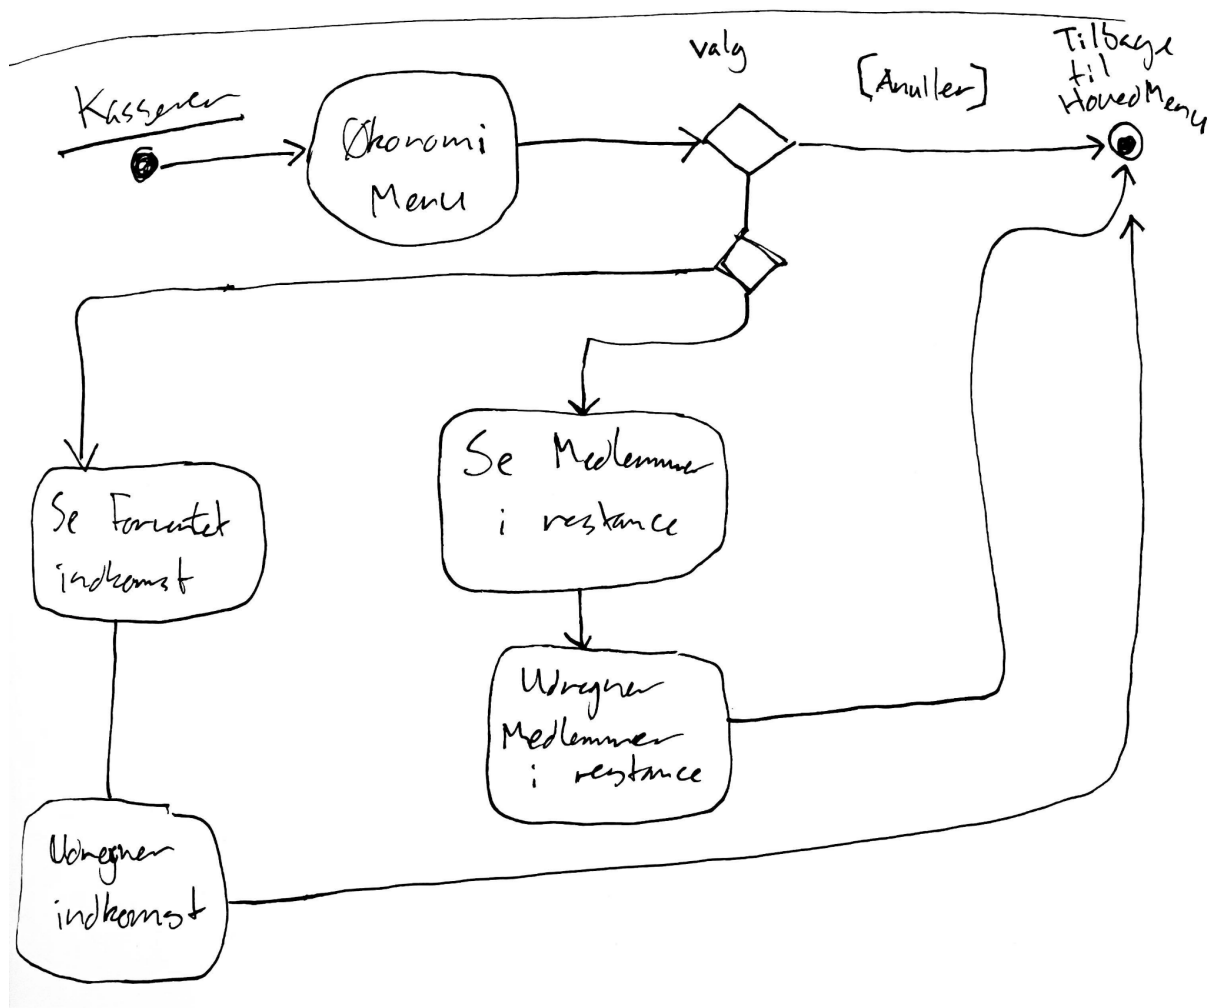 Kasserer
Økonomi
Menu
valg
[Anuller]
Tilbage
til
HovedMenu
Se Medlemmer
i restance
Se Forventet
indkomst
Udregner
Medlemmer
i restance
Udregner
indkomst